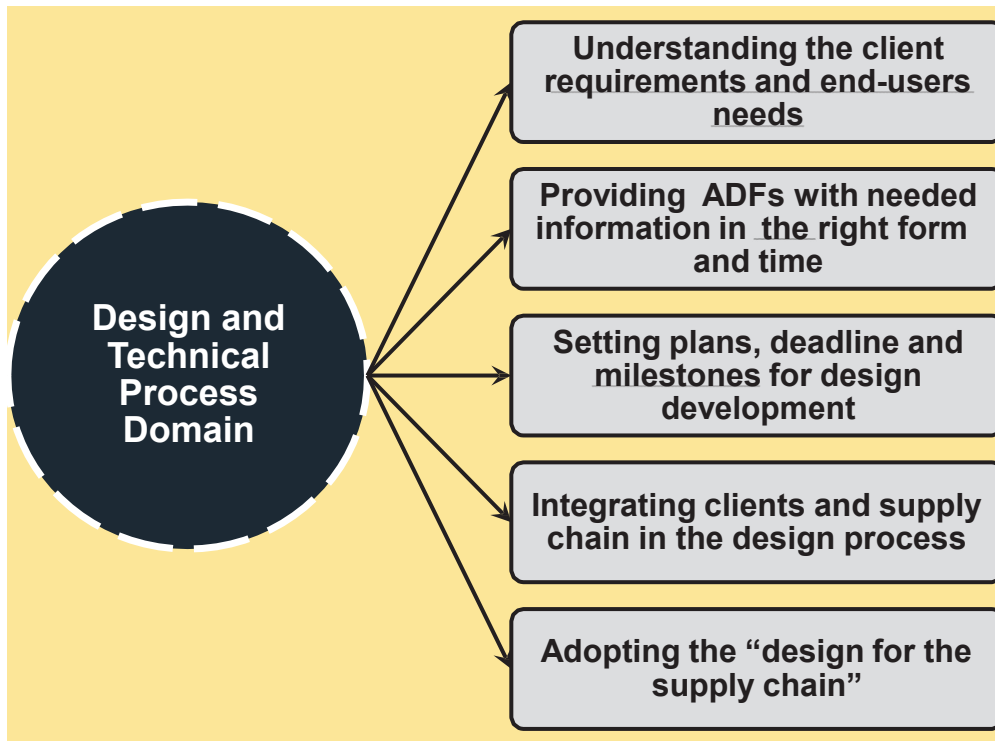 Design and
Technical
Process
Domain
Understanding the client
requirements and end-users
needs
Providing  ADFs with needed
information in the right form
and time
Setting plans, deadline and
milestones for design
development
Integrating clients and supply
chain in the design process
Adopting the “design for the
supply chain”